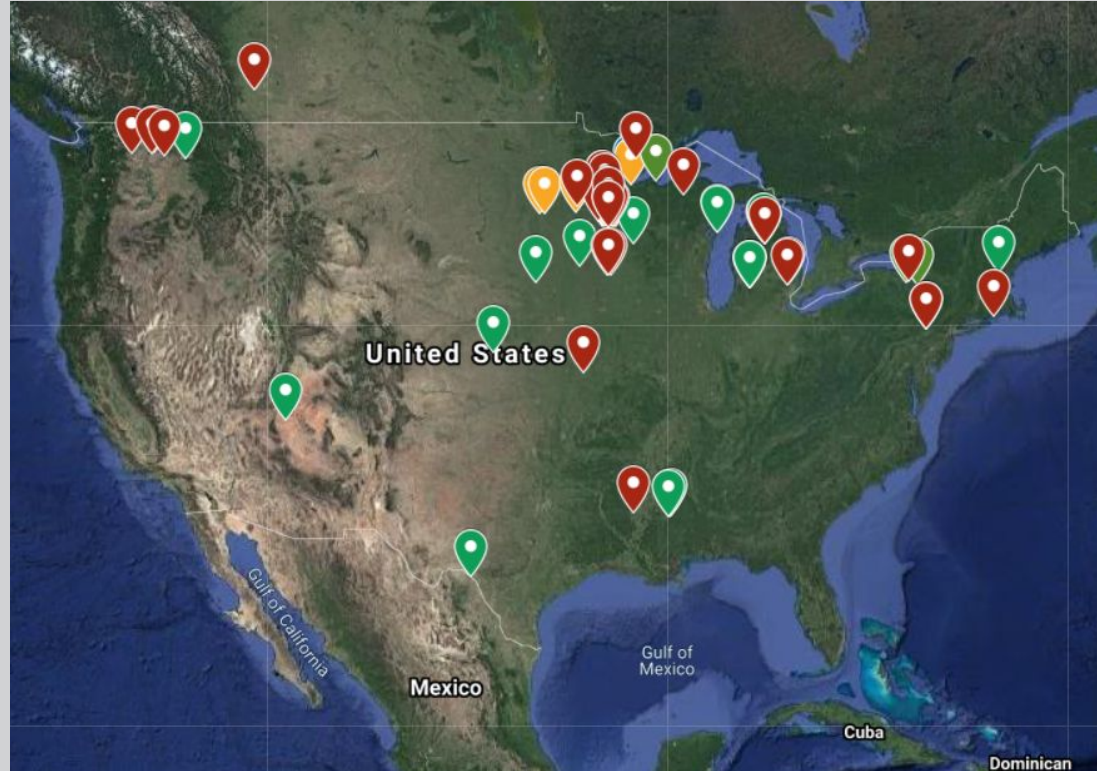 United States
Gulf of California
Gulf of
Mexico
Mexico
Cuba
Dominican